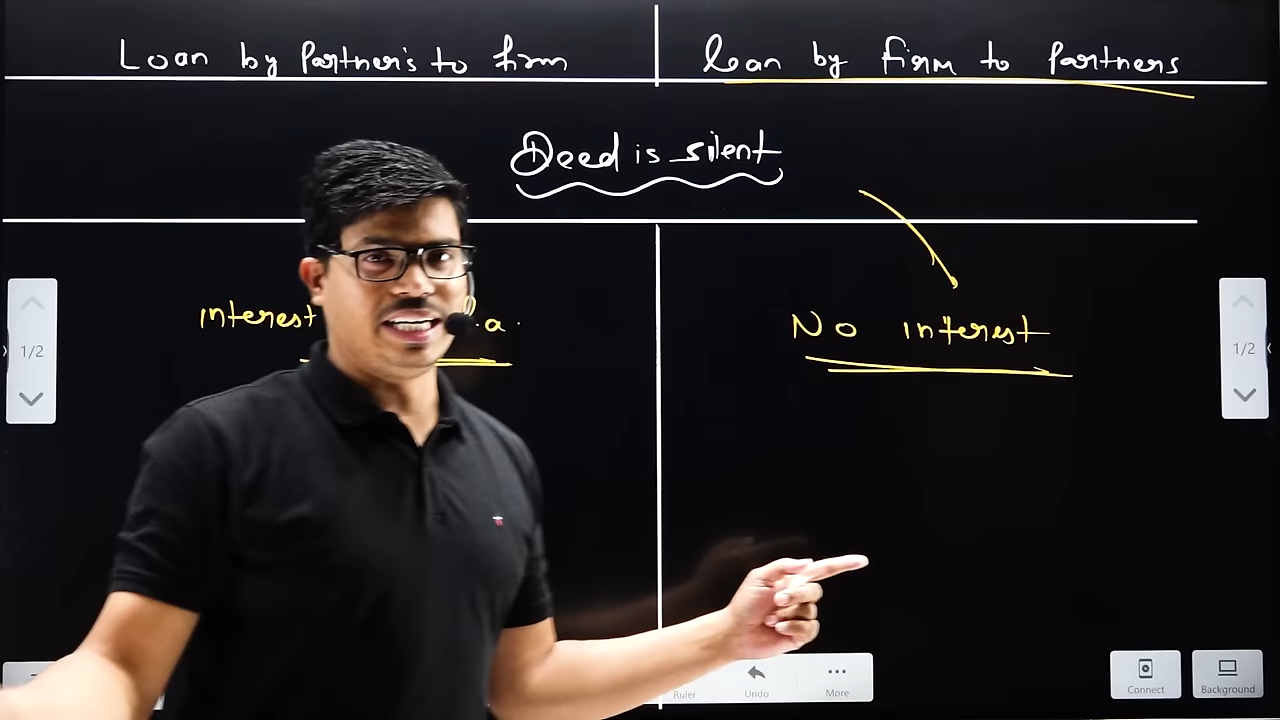 Loan by Partner's to firm
loan by firm to Partners
Deed is silent
interest
.a.
No interest
1/2
1/2
Ruler
Undo
More
Connect
Background